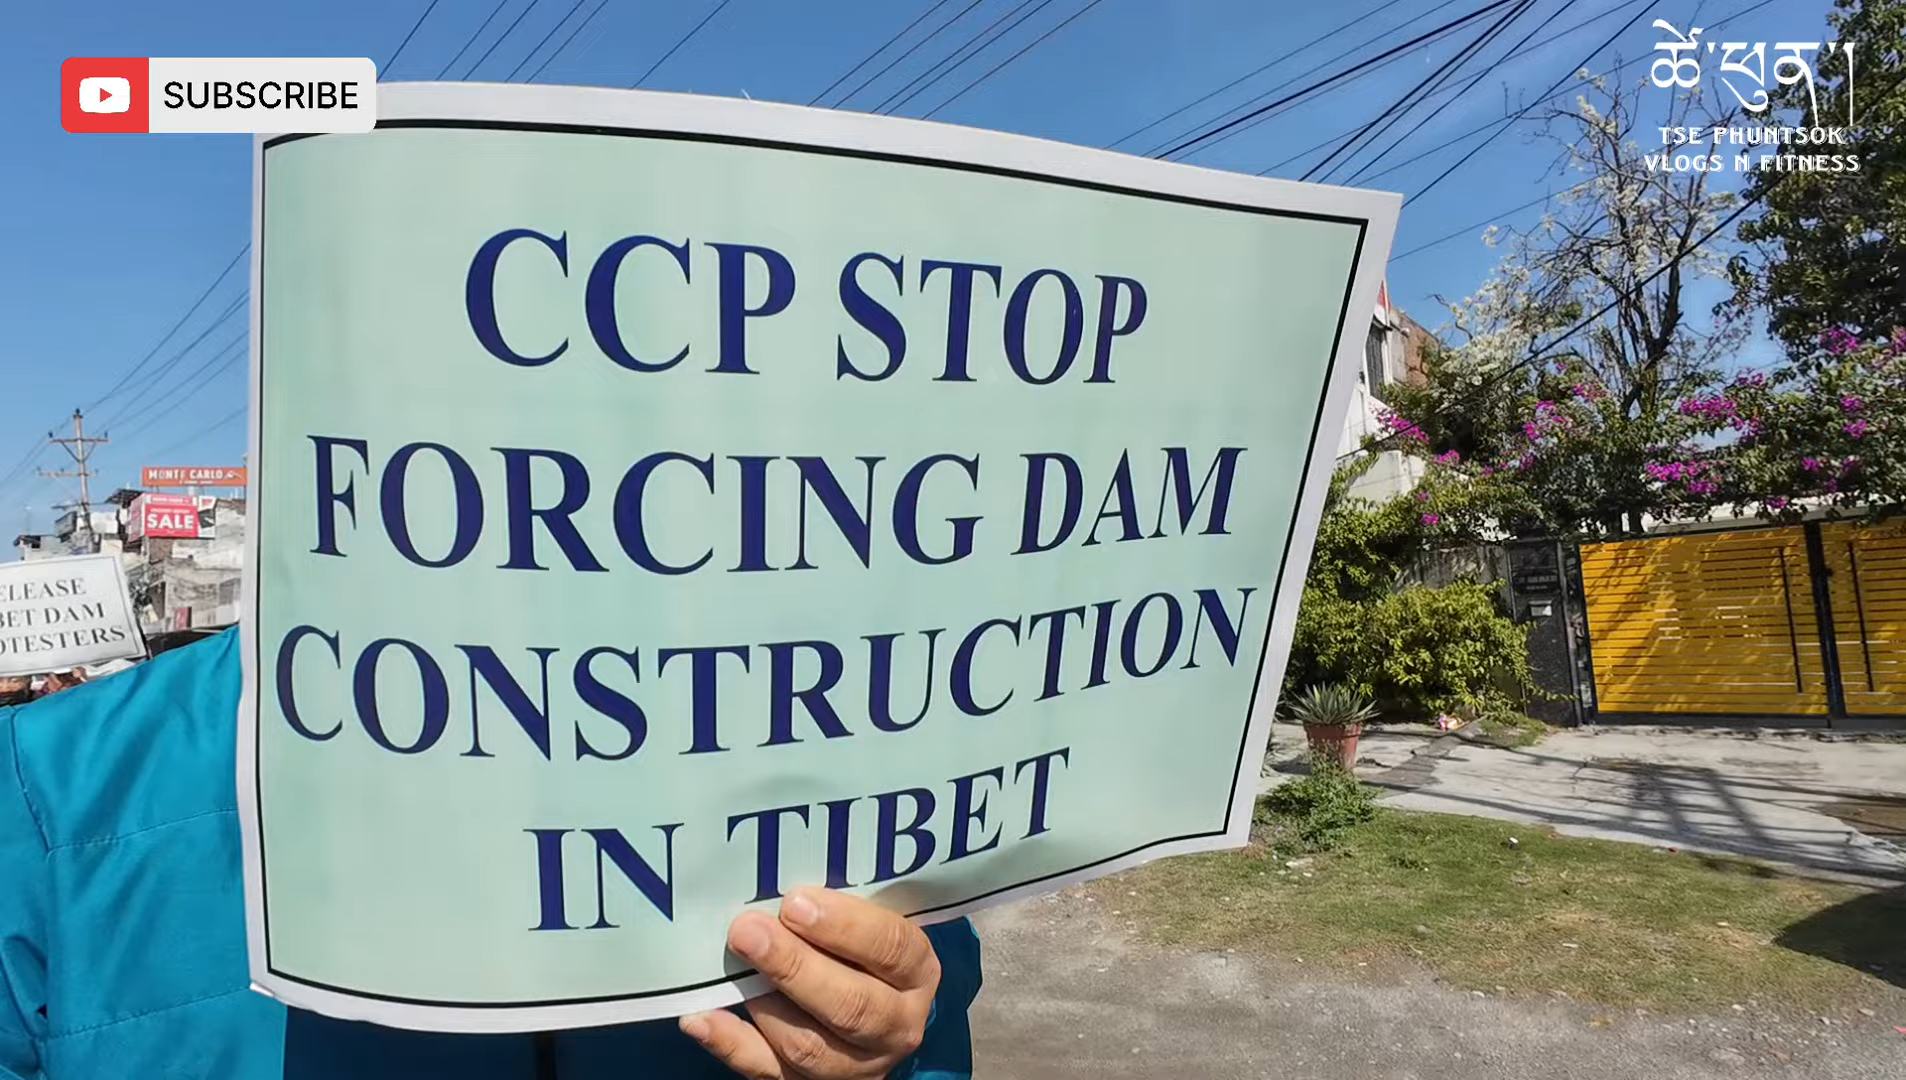 SUBSCRIBE
ཚེ་ཕུན།
TSE PHUNTSOK
VLOGS N FITNESS
CCP STOP
FORCING DAM
CONSTRUCTION
IN TIBET
MONTE CARLO
SALE
ELEASE
BET DAM
OTESTERS